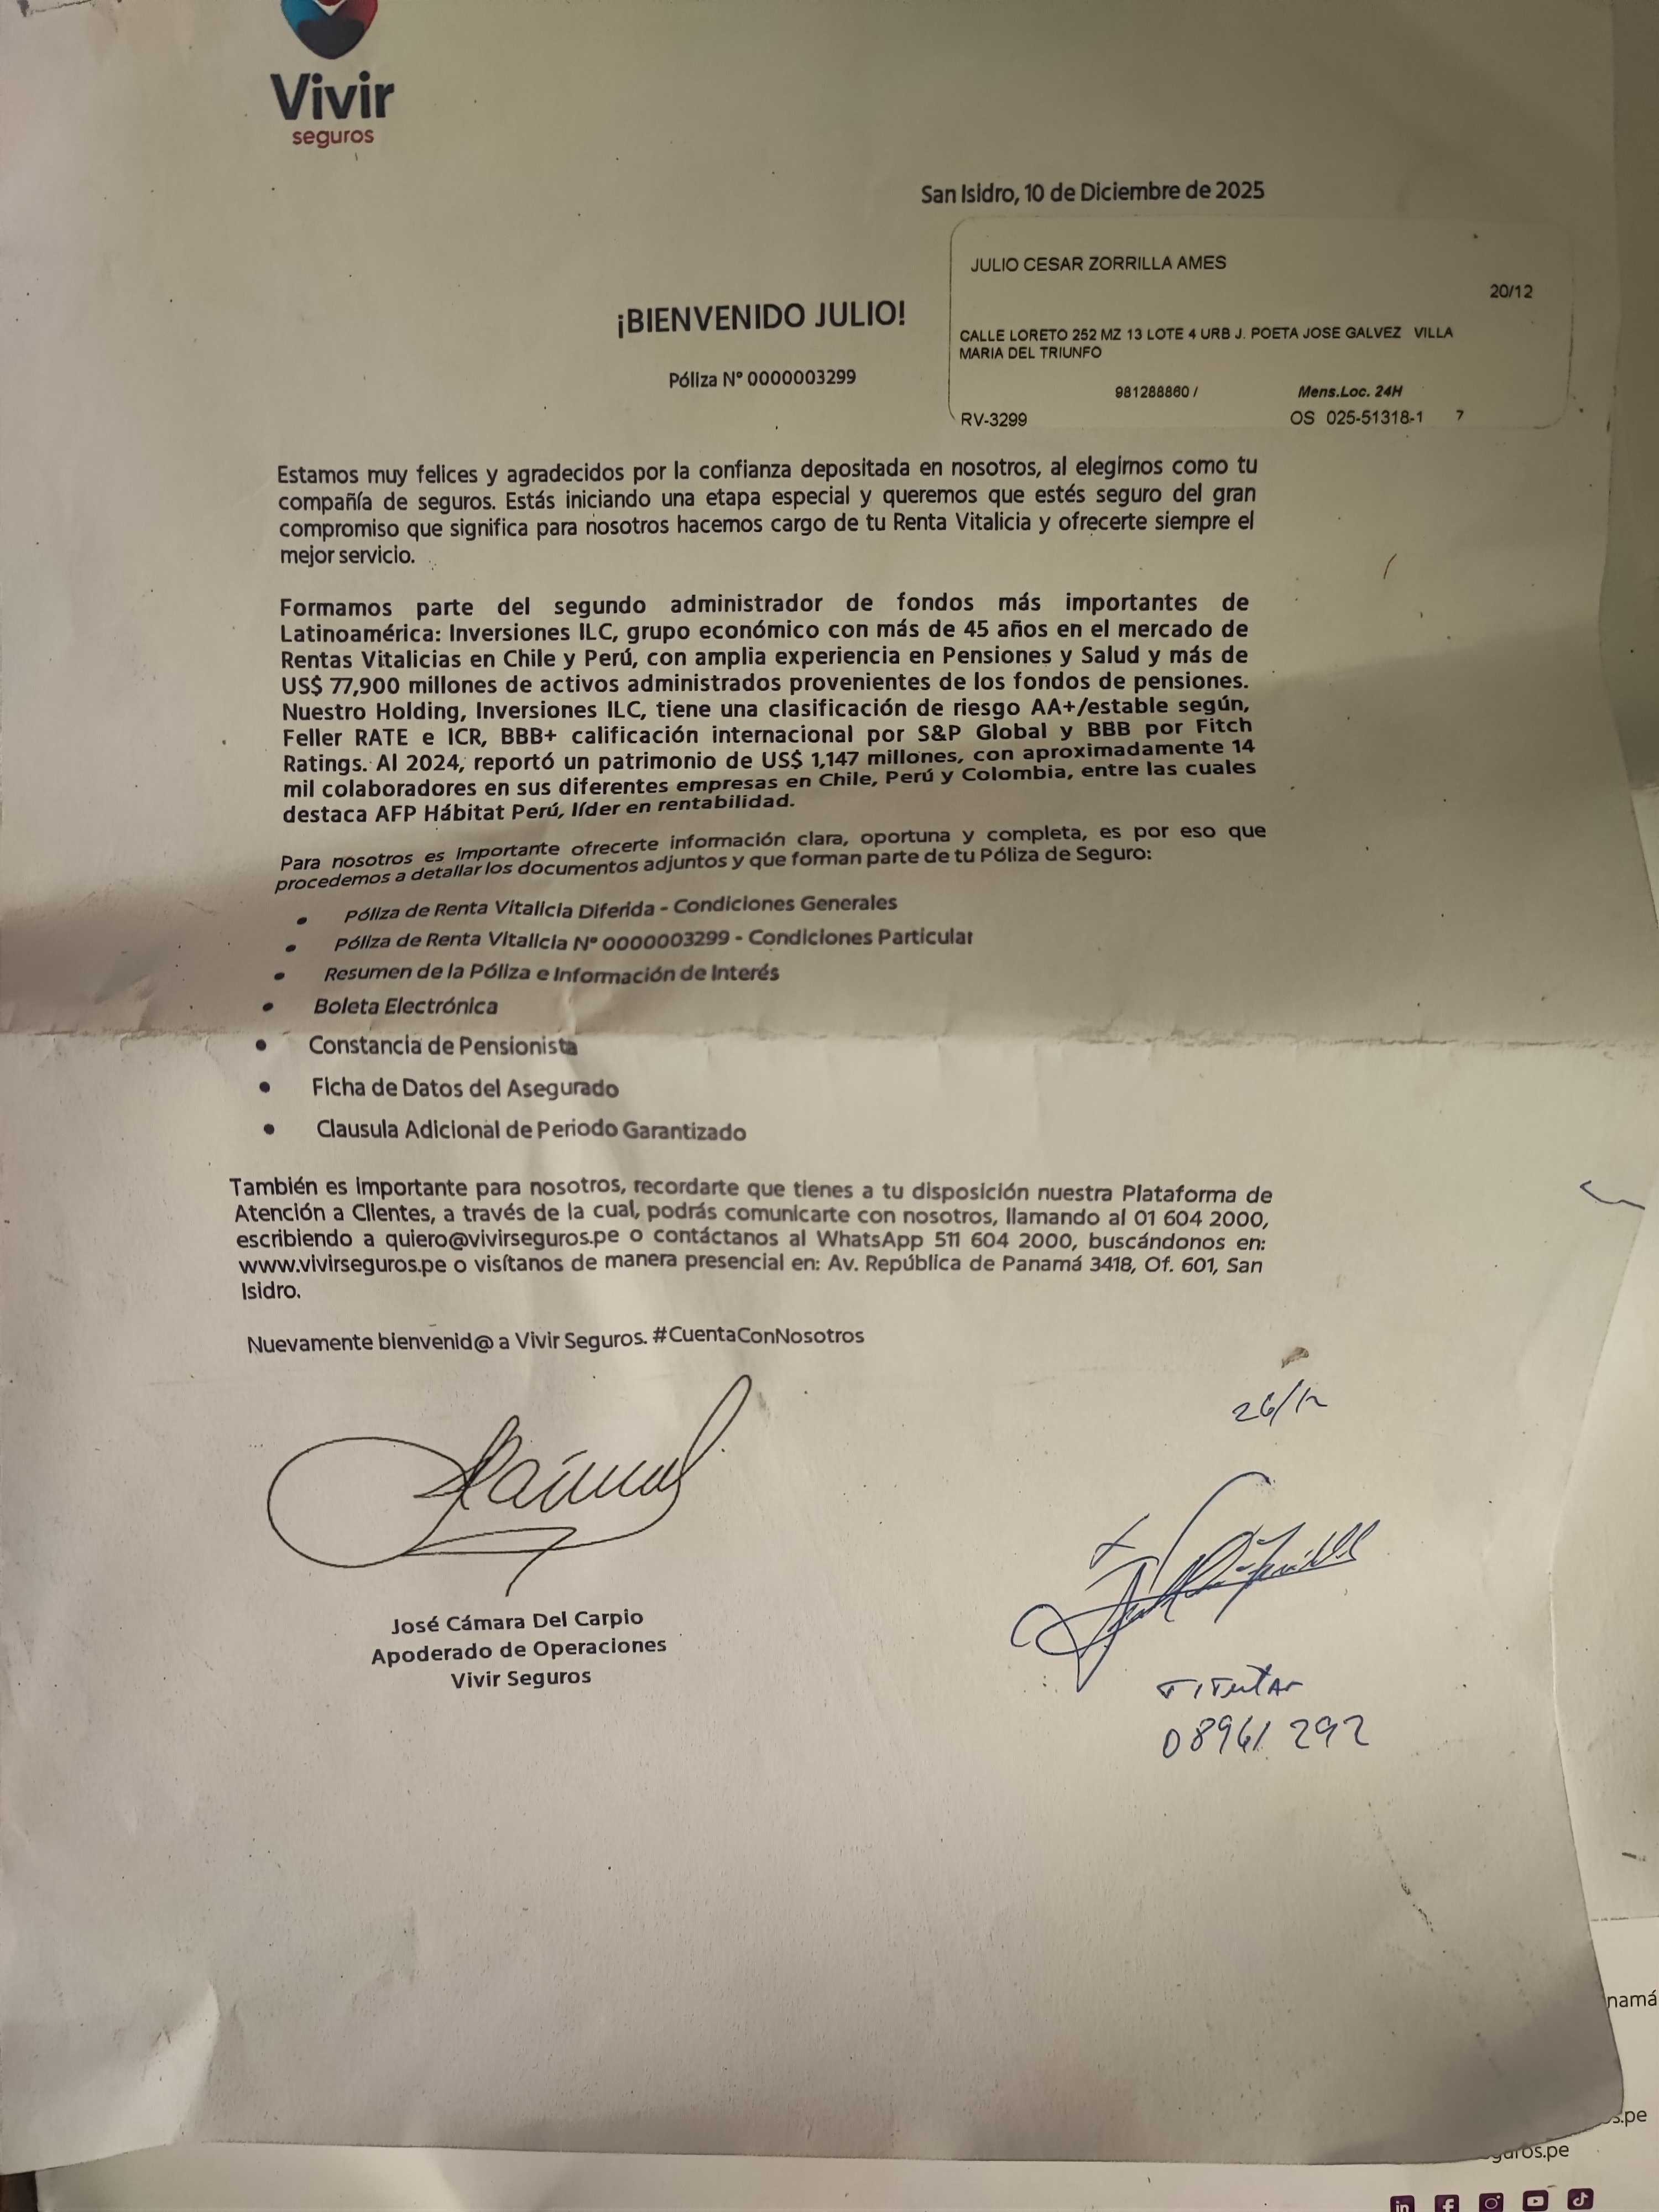 Vivir
seguros
San Isidro, 10 de Diciembre de 2025
JULIO CESAR ZORRILLA AMES
20/12
¡BIENVENIDO JULIO!
CALLE LORETO 252 MZ 13 LOTE 4 URB J. POETA JOSE GALVEZ VILLA
MARIA DEL TRIUNFO
Póliza N° 0000003299
981288860 / Mens.Loc. 24H
RV-3299 OS 025-51318-1 7
Estamos muy felices y agradecidos por la confianza depositada en nosotros, al elegirnos como tu
compañía de seguros. Estás iniciando una etapa especial y queremos que estés seguro del gran
compromiso que significa para nosotros hacernos cargo de tu Renta Vitalicia y ofrecerte siempre el
mejor servicio.
Formamos parte del segundo administrador de fondos más importantes de
Latinoamérica: Inversiones ILC, grupo económico con más de 45 años en el mercado de
Rentas Vitalicias en Chile y Perú, con amplia experiencia en Pensiones y Salud y más de
US$ 77,900 millones de activos administrados provenientes de los fondos de pensiones.
Nuestro Holding, Inversiones ILC, tiene una clasificación de riesgo AA+/estable según,
Feller RATE e ICR, BBB+ calificación internacional por S&P Global y BBB por Fitch
Ratings. Al 2024, reportó un patrimonio de US$ 1,147 millones, con aproximadamente 14
mil colaboradores en sus diferentes empresas en Chile, Perú y Colombia, entre las cuales
destaca AFP Hábitat Perú, líder en rentabilidad.
Para nosotros es importante ofrecerte información clara, oportuna y completa, es por eso que
procedemos a detallar los documentos adjuntos y que forman parte de tu Póliza de Seguro:
• Póliza de Renta Vitalicia Diferida - Condiciones Generales
• Póliza de Renta Vitalicia N° 0000003299 - Condiciones Particular
• Resumen de la Póliza e Información de Interés
• Boleta Electrónica
• Constancia de Pensionista
• Ficha de Datos del Asegurado
• Clausula Adicional de Periodo Garantizado
También es importante para nosotros, recordarte que tienes a tu disposición nuestra Plataforma de
Atención a Clientes, a través de la cual, podrás comunicarte con nosotros, llamando al 01 604 2000,
escribiendo a quiero@vivirseguros.pe o contáctanos al WhatsApp 511 604 2000, buscándonos en:
www.vivirseguros.pe o visítanos de manera presencial en: Av. República de Panamá 3418, Of. 601, San
Isidro.
Nuevamente bienvenid@ a Vivir Seguros. #CuentaConNosotros
26/12
José Cámara Del Carpio
Apoderado de Operaciones
Vivir Seguros
Titular
08961292
namá
s.pe
guros.pe